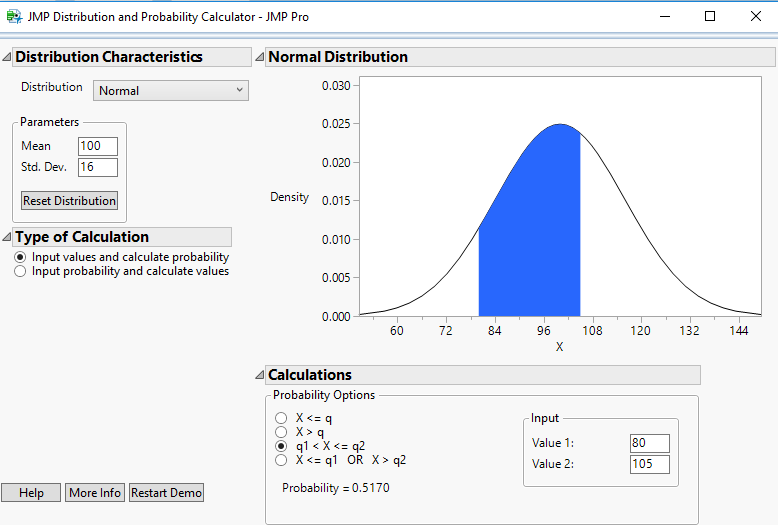 JMP Distribution and Probability Calculator - JMP Pro
Distribution Characteristics
Distribution Normal
Parameters
Mean 100
Std. Dev. 16
Reset Distribution
Type of Calculation
Input values and calculate probability
Input probability and calculate values
Normal Distribution
0.030
0.025
0.020
0.015
0.010
0.005
0.000
Density
60 72 84 96 108 120 132 144
X
Calculations
Probability Options
X <= q
X > q
q1 < X <= q2
X <= q1 OR X > q2
Probability = 0.5170
Input
Value 1: 80
Value 2: 105
Help More Info Restart Demo